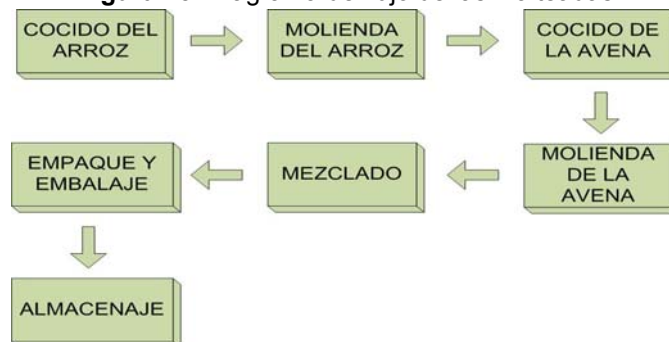 COCIDO DEL
ARROZ
MOLIENDA
DEL ARROZ
COCIDO DE
LA AVENA
MOLIENDA
DE LA
AVENA
MEZCLADO
EMPAQUE Y
EMBALAJE
ALMACENAJE